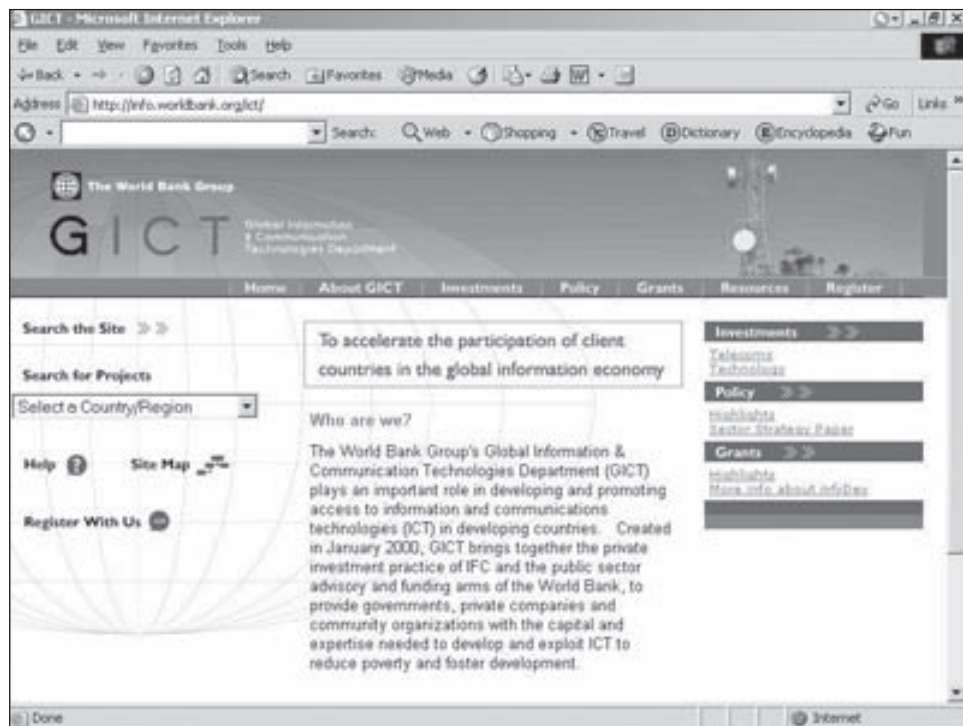 GICT - Microsoft Internet Explorer
File Edit View Favorites Tools Help
Back Search Favorites Media
Address http://info.worldbank.org/ict/ Go Links
Search: Web Shopping Travel Dictionary Encyclopedia Fun
The World Bank Group
GICT
Global Information
& Communication
Technologies Department
Home About GICT Investments Policy Grants Resources Register
Search the Site
Search for Projects
Select a Country/Region
Help Site Map
Register With Us
To accelerate the participation of client
countries in the global information economy
Who are we?
The World Bank Group's Global Information &
Communication Technologies Department (GICT)
plays an important role in developing and promoting
access to information and communications
technologies (ICT) in developing countries. Created
in January 2000, GICT brings together the private
investment practice of IFC and the public sector
advisory and funding arms of the World Bank, to
provide governments, private companies and
community organizations with the capital and
expertise needed to develop and exploit ICT to
reduce poverty and foster development.
Investments
Telecoms
Technology
Policy
Highlights
Sector Strategy Paper
Grants
Highlights
More info about infoDev
Done Internet